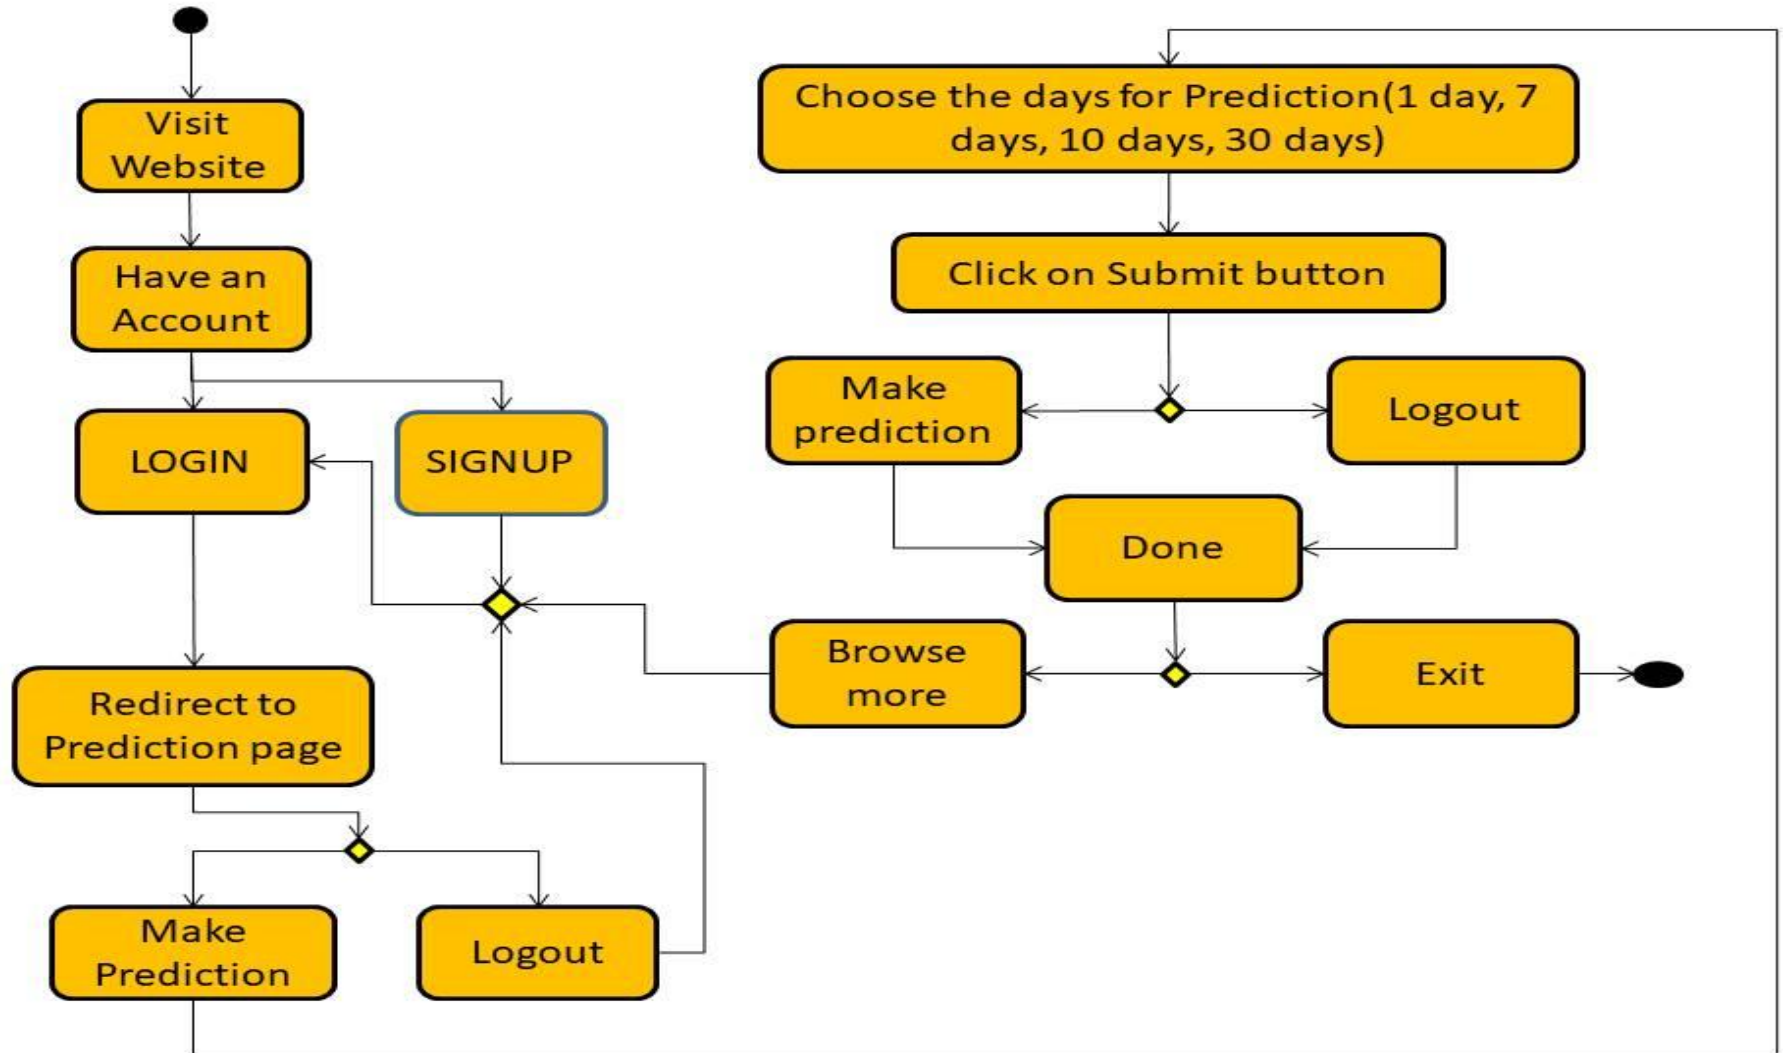 Visit
Website
Have an
Account
LOGIN
SIGNUP
Redirect to
Prediction page
Make
Prediction
Logout
Choose the days for Prediction(1 day, 7
days, 10 days, 30 days)
Click on Submit button
Make
prediction
Logout
Done
Browse
more
Exit